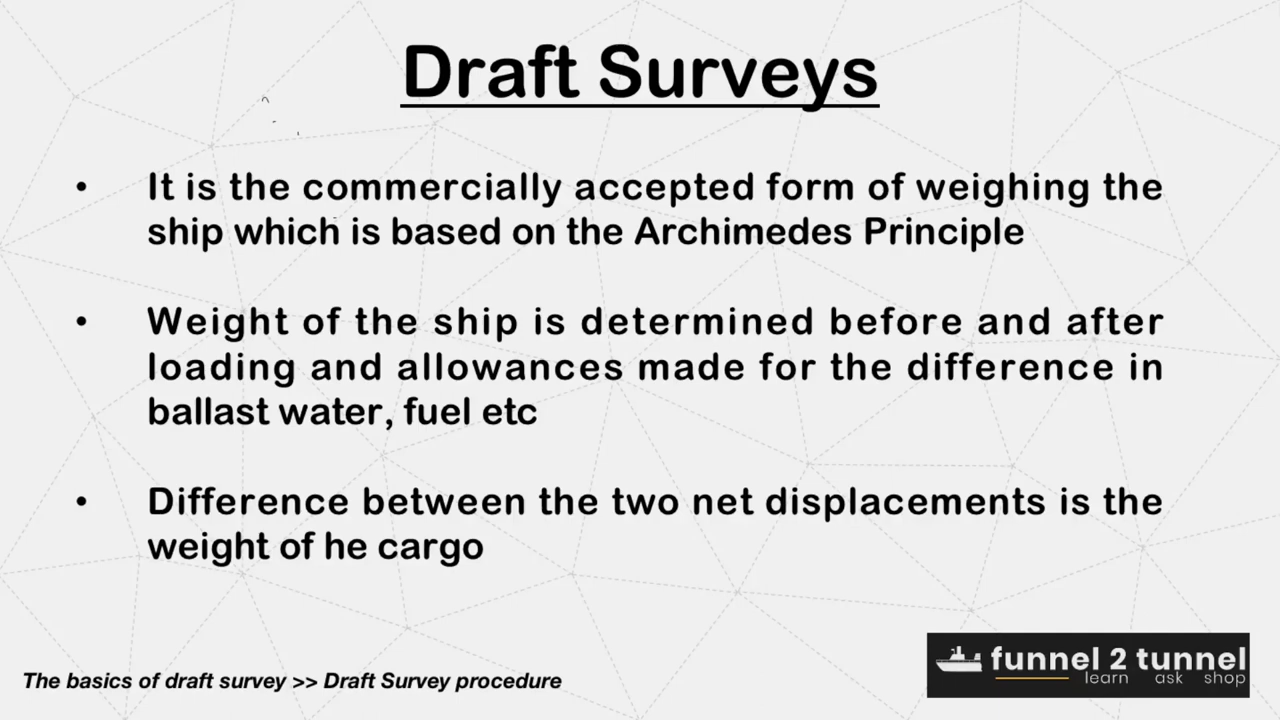 Draft Surveys
• It is the commercially accepted form of weighing the
ship which is based on the Archimedes Principle
• Weight of the ship is determined before and after
loading and allowances made for the difference in
ballast water, fuel etc
• Difference between the two net displacements is the
weight of he cargo
The basics of draft survey >> Draft Survey procedure
funnel 2 tunnel
learn ask shop